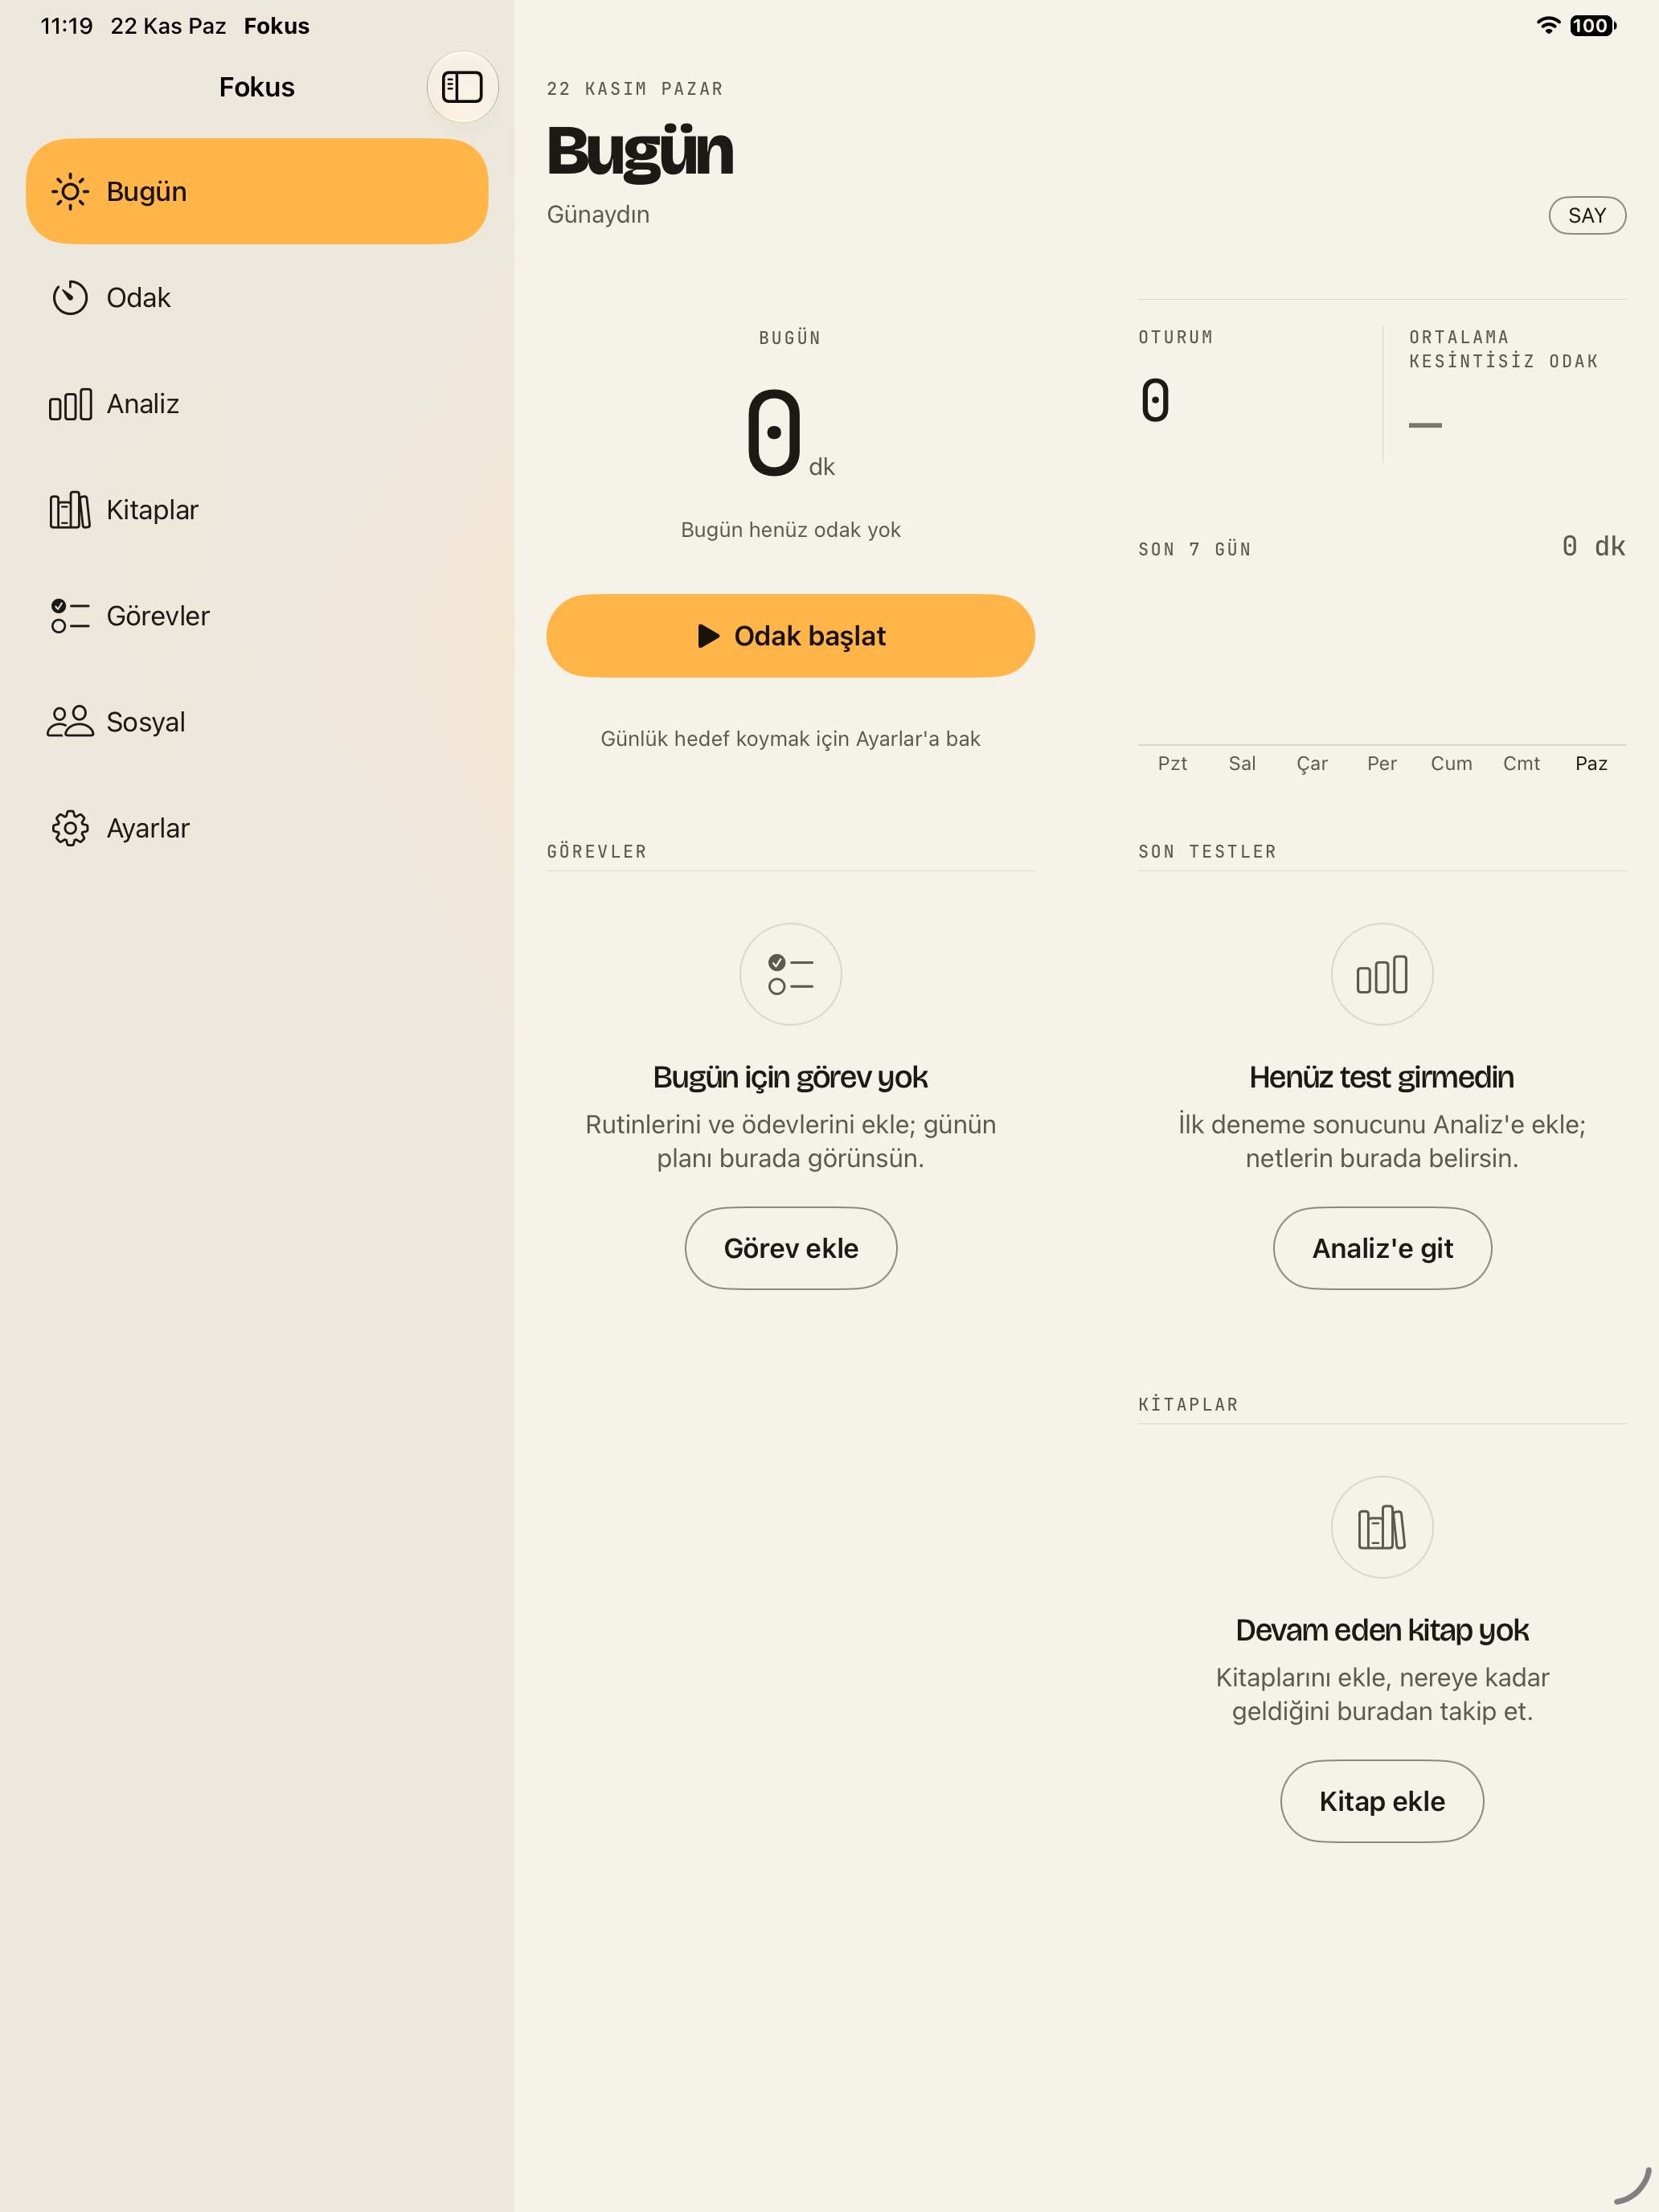 11:19 22 Kas Paz Fokus
100
Fokus
Bugün
Odak
Analiz
Kitaplar
Görevler
Sosyal
Ayarlar
22 KASIM PAZAR
Bugün
Günaydın
SAY
BUGÜN
0 dk
Bugün henüz odak yok
Odak başlat
Günlük hedef koymak için Ayarlar'a bak
OTURUM
0
ORTALAMA
KESİNTİSİZ ODAK
—
SON 7 GÜN
0 dk
Pzt Sal Çar Per Cum Cmt Paz
GÖREVLER
Bugün için görev yok
Rutinlerini ve ödevlerini ekle; günün
planı burada görünsün.
Görev ekle
SON TESTLER
Henüz test girmedin
İlk deneme sonucunu Analiz'e ekle;
netlerin burada belirsin.
Analiz'e git
KİTAPLAR
Devam eden kitap yok
Kitaplarını ekle, nereye kadar
geldiğini buradan takip et.
Kitap ekle